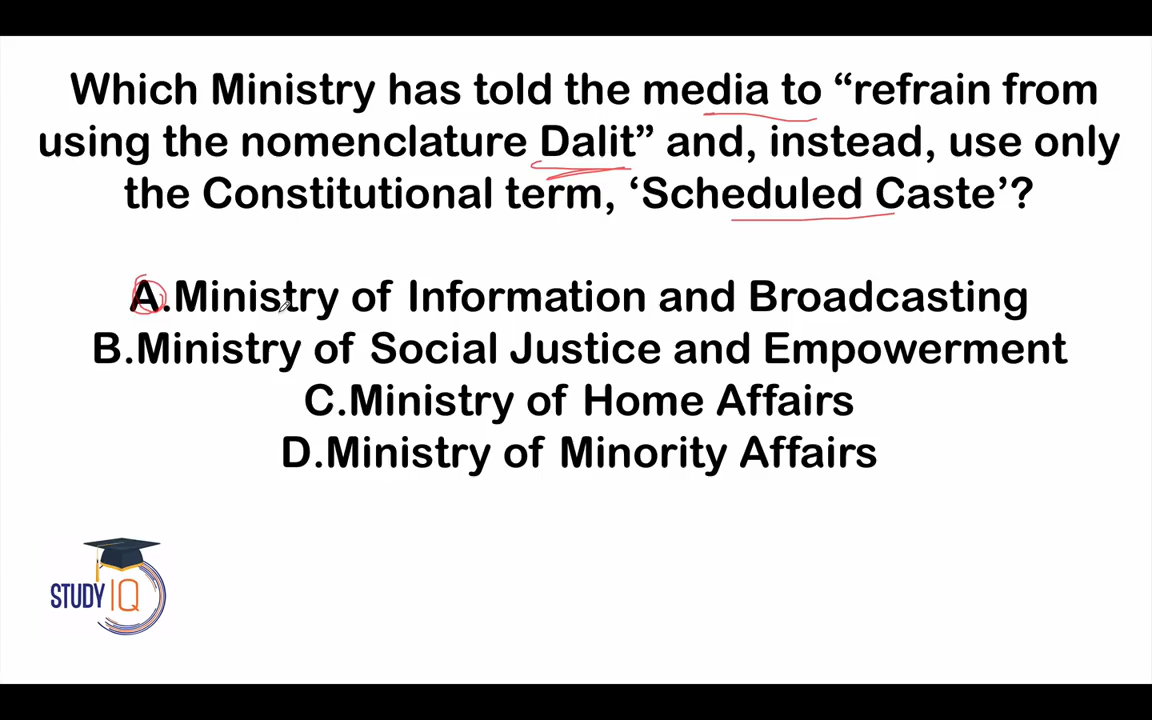 Which Ministry has told the media to “refrain from
using the nomenclature Dalit” and, instead, use only
the Constitutional term, ‘Scheduled Caste’?
A.Ministry of Information and Broadcasting
B.Ministry of Social Justice and Empowerment
C.Ministry of Home Affairs
D.Ministry of Minority Affairs
STUDY IQ